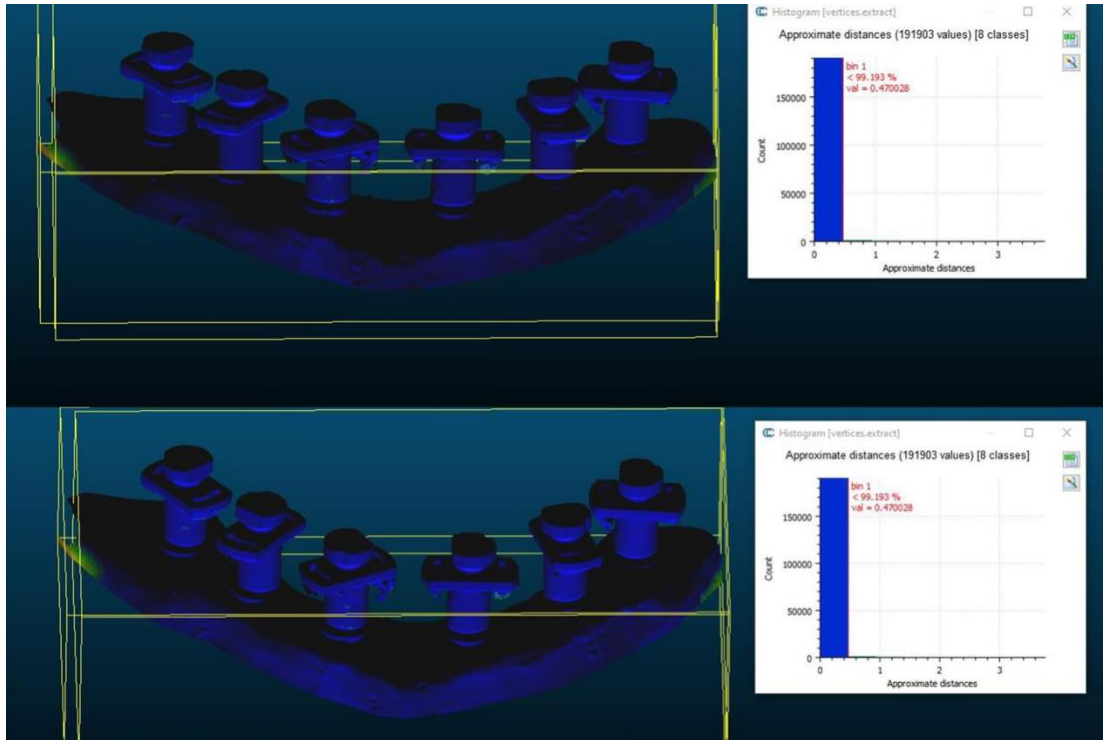 Histogram [vertices.extract]
Approximate distances (191903 values) [8 classes]
bin 1
< 99.193 %
val = 0.470028
150000
100000
50000
0
Count
0 1 2 3
Approximate distances
Histogram [vertices.extract]
Approximate distances (191903 values) [8 classes]
bin 1
< 99.193 %
val = 0.470028
150000
100000
50000
0
Count
0 1 2 3
Approximate distances